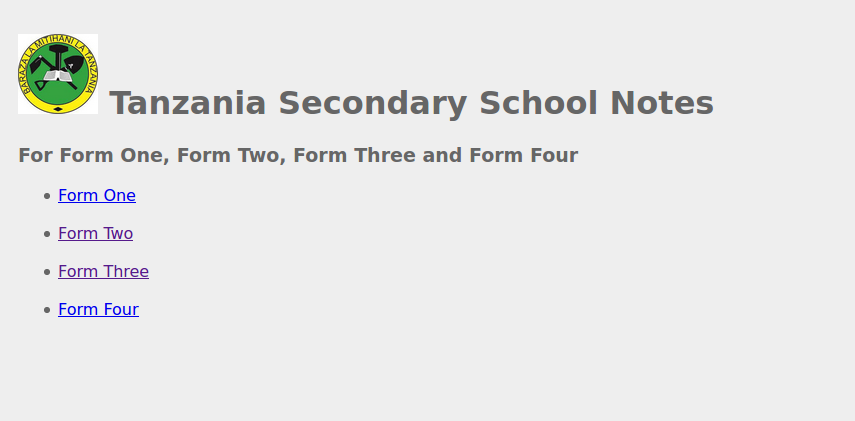 BARAZA LA MITIHANI LA TANZANIA
Tanzania Secondary School Notes
For Form One, Form Two, Form Three and Form Four
Form One
Form Two
Form Three
Form Four